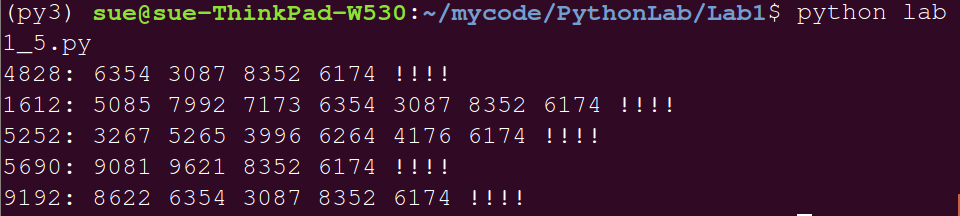 (py3) sue@sue-ThinkPad-W530:~/mycode/PythonLab/Lab1$ python lab
1_5.py
4828: 6354 3087 8352 6174 !!!!
1612: 5085 7992 7173 6354 3087 8352 6174 !!!!
5252: 3267 5265 3996 6264 4176 6174 !!!!
5690: 9081 9621 8352 6174 !!!!
9192: 8622 6354 3087 8352 6174 !!!!